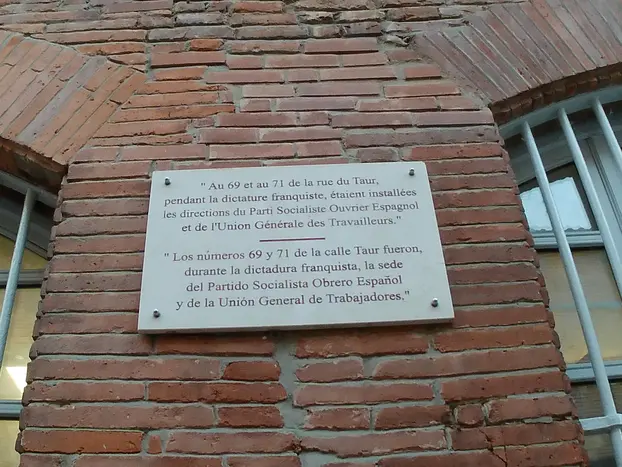 " Au 69 et au 71 de la rue du Taur,
pendant la dictature franquiste, étaient installées
les directions du Parti Socialiste Ouvrier Espagnol
et de l'Union Générale des Travailleurs."
" Los números 69 y 71 de la calle Taur fueron,
durante la dictadura franquista, la sede
del Partido Socialista Obrero Español
y de la Unión General de Trabajadores."